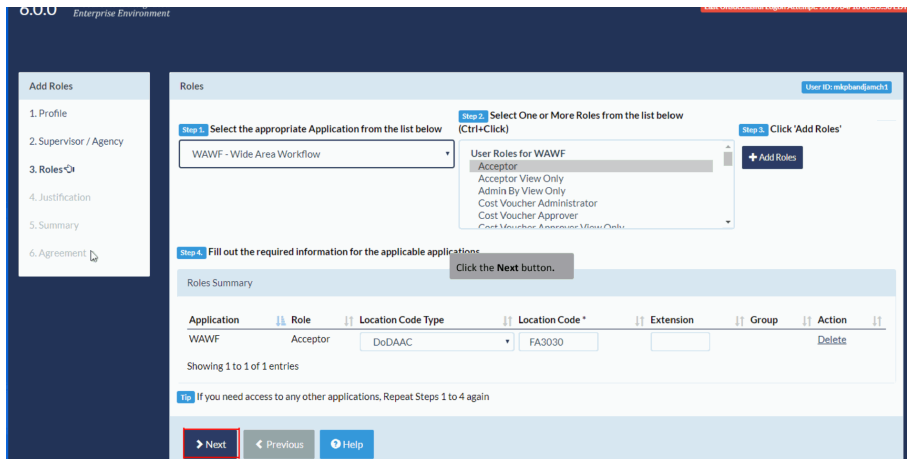 6.0.0 Enterprise Environment
Add Roles
1. Profile
2. Supervisor / Agency
3. Roles
4. Justification
5. Summary
6. Agreement
Roles
User ID: mkpbandjamch1
Step 1. Select the appropriate Application from the list below
WAWF - Wide Area Workflow
Step 2. Select One or More Roles from the list below
(Ctrl+Click)
User Roles for WAWF
Acceptor
Acceptor View Only
Admin By View Only
Cost Voucher Administrator
Cost Voucher Approver
Cost Voucher Approver View Only
Step 3. Click 'Add Roles'
+ Add Roles
Step 4. Fill out the required information for the applicable applications
Click the Next button.
Roles Summary
Application Role Location Code Type Location Code * Extension Group Action
WAWF Acceptor DoDAAC FA3030 Delete
Showing 1 to 1 of 1 entries
Tip If you need access to any other applications, Repeat Steps 1 to 4 again
Next Previous Help